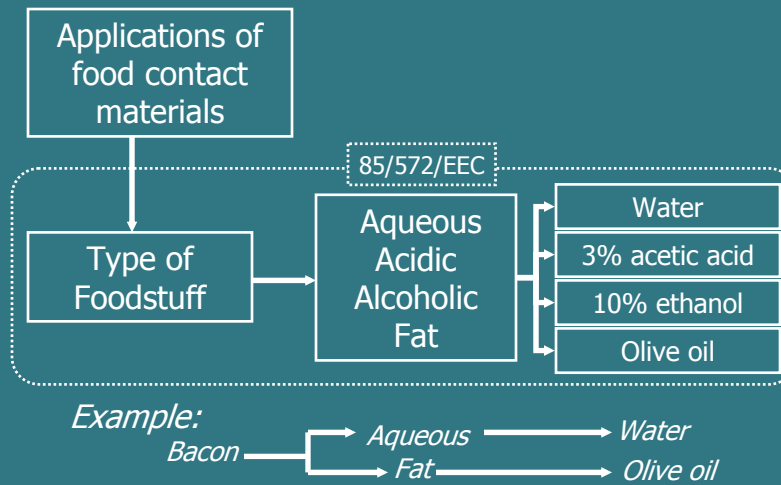 Applications of
food contact
materials
85/572/EEC
Type of
Foodstuff
Aqueous
Acidic
Alcoholic
Fat
Water
3% acetic acid
10% ethanol
Olive oil
Example:
Bacon
Aqueous
Water
Fat
Olive oil